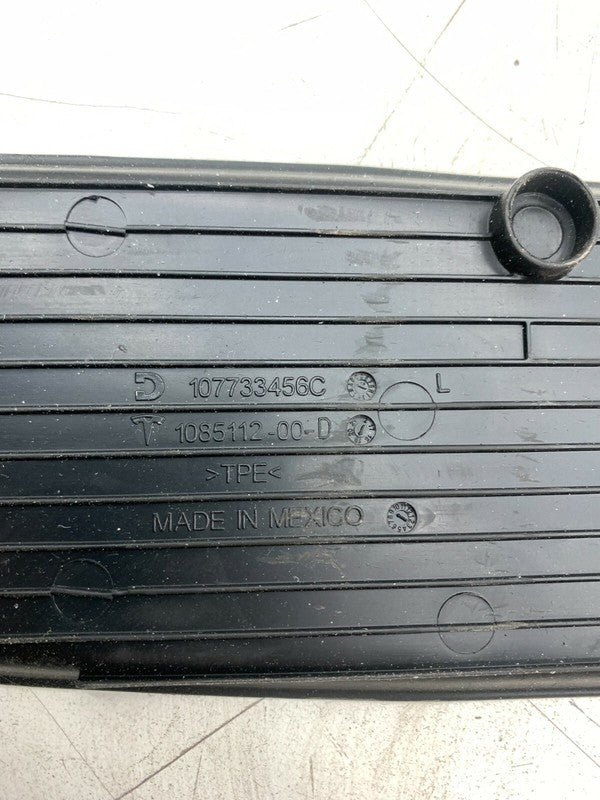 107733456C L
1085112-00-D
>TPE<
MADE IN MEXICO